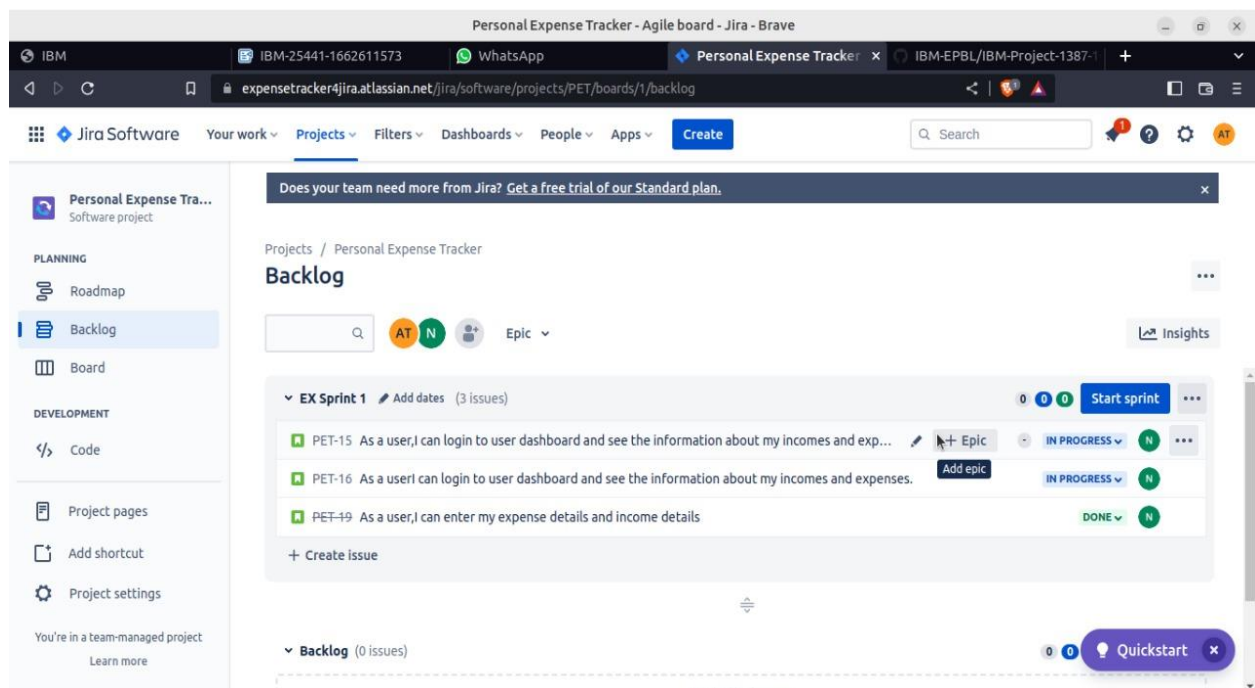 Personal Expense Tracker - Agile board - Jira - Brave
IBM IBM-25441-1662611573 WhatsApp Personal Expense Tracker IBM-EPBL/IBM-Project-1387-1
expensetracker4jira.atlassian.net/jira/software/projects/PET/boards/1/backlog
Jira Software Your work Projects Filters Dashboards People Apps Create Search 1 AT
Does your team need more from Jira? Get a free trial of our Standard plan.
Personal Expense Tra...
Software project
PLANNING
Roadmap
Backlog
Board
DEVELOPMENT
Code
Project pages
Add shortcut
Project settings
You're in a team-managed project
Learn more
Projects / Personal Expense Tracker
Backlog
AT N Epic Insights
EX Sprint 1 Add dates (3 issues) 0 0 0 Start sprint
PET-15 As a user,I can login to user dashboard and see the information about my incomes and exp... + Epic - IN PROGRESS N
Add epic
PET-16 As a userI can login to user dashboard and see the information about my incomes and expenses. IN PROGRESS N
PET-19 As a user,I can enter my expense details and income details DONE N
+ Create issue
Backlog (0 issues) 0 0
Quickstart